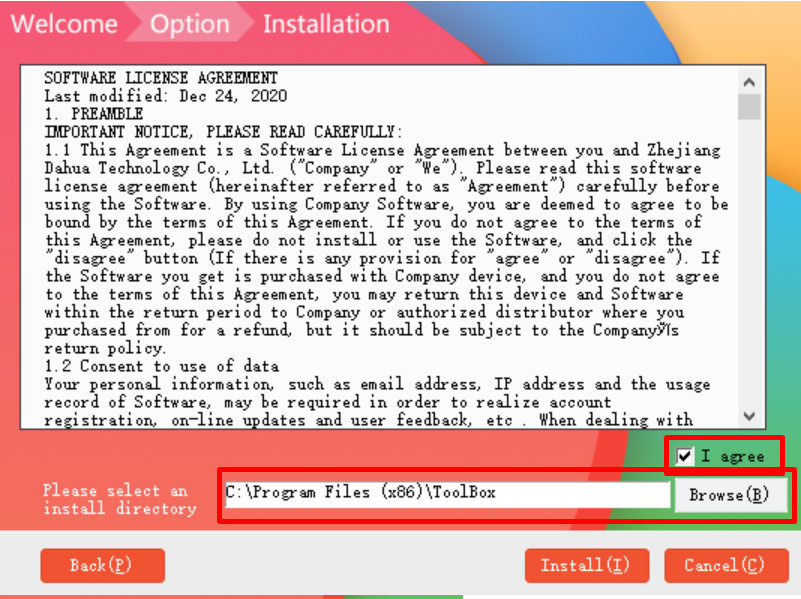 Welcome Option Installation
SOFTWARE LICENSE AGREEMENT
Last modified: Dec 24, 2020
1. PREAMBLE
IMPORTANT NOTICE, PLEASE READ CAREFULLY:
1.1 This Agreement is a Software License Agreement between you and Zhejiang
Dahua Technology Co., Ltd. ("Company" or "We"). Please read this software
license agreement (hereinafter referred to as "Agreement") carefully before
using the Software. By using Company Software, you are deemed to agree to be
bound by the terms of this Agreement. If you do not agree to the terms of
this Agreement, please do not install or use the Software, and click the
"disagree" button (If there is any provision for "agree" or "disagree"). If
the Software you get is purchased with Company device, and you do not agree
to the terms of this Agreement, you may return this device and Software
within the return period to Company or authorized distributor where you
purchased from for a refund, but it should be subject to the CompanyЎЇs
return policy.
1.2 Consent to use of data
Your personal information, such as email address, IP address and the usage
record of Software, may be required in order to realize account
registration, on-line updates and user feedback, etc . When dealing with
I agree
Please select an
install directory
C:\Program Files (x86)\ToolBox
Browse(B)
Back(P)
Install(I)
Cancel(C)